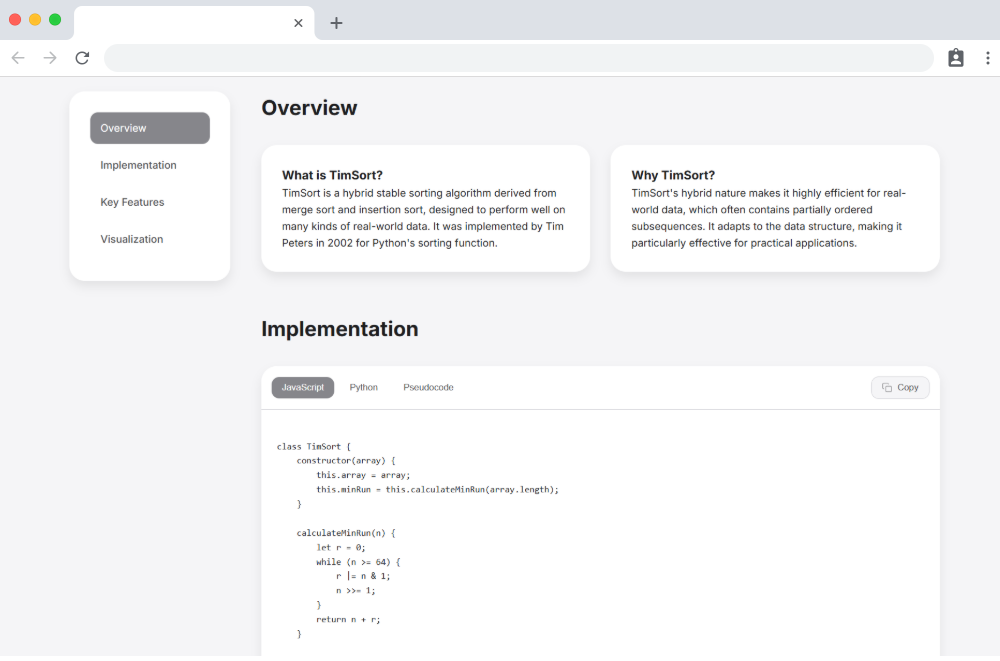 Overview
Implementation
Key Features
Visualization
Overview
What is TimSort?
TimSort is a hybrid stable sorting algorithm derived from
merge sort and insertion sort, designed to perform well on
many kinds of real-world data. It was implemented by Tim
Peters in 2002 for Python's sorting function.
Why TimSort?
TimSort's hybrid nature makes it highly efficient for real-
world data, which often contains partially ordered
subsequences. It adapts to the data structure, making it
particularly effective for practical applications.
Implementation
JavaScript Python Pseudocode Copy
class TimSort {
    constructor(array) {
        this.array = array;
        this.minRun = this.calculateMinRun(array.length);
    }
    calculateMinRun(n) {
        let r = 0;
        while (n >= 64) {
            r |= n & 1;
            n >>= 1;
        }
        return n + r;
    }